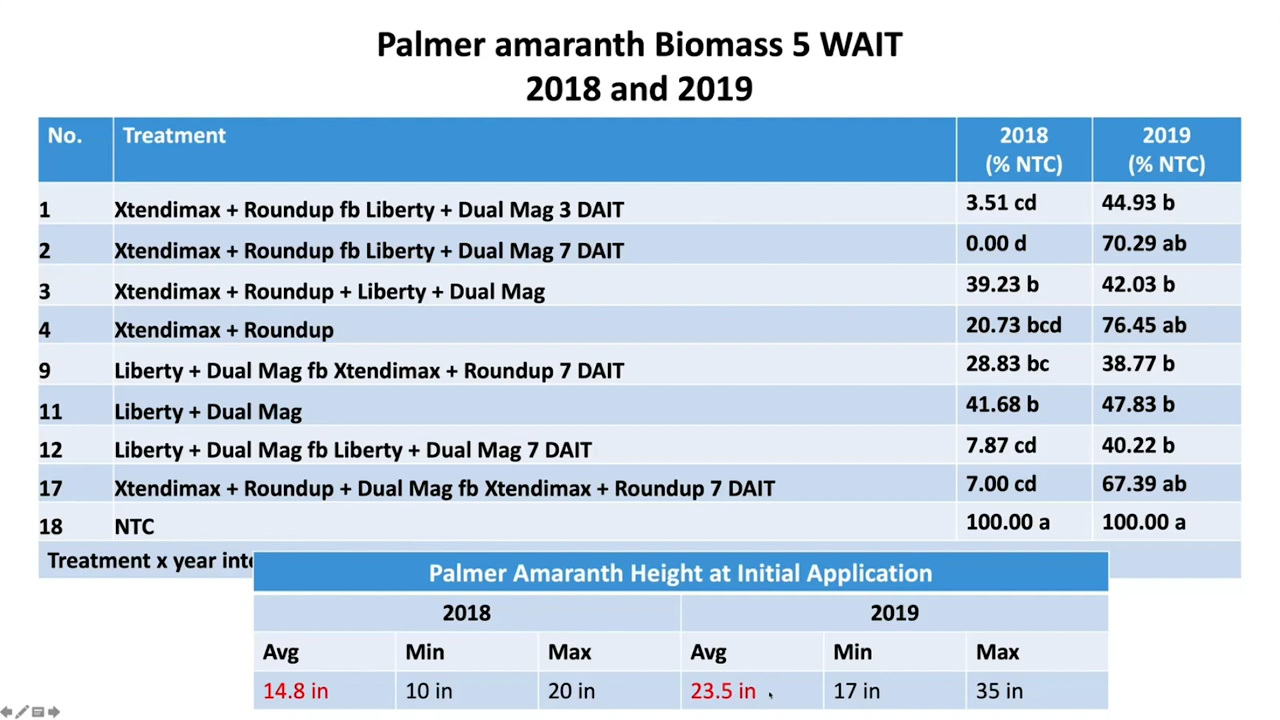 Palmer amaranth Biomass 5 WAIT
2018 and 2019
No. Treatment 2018 (% NTC) 2019 (% NTC)
1 Xtendimax + Roundup fb Liberty + Dual Mag 3 DAIT 3.51 cd 44.93 b
2 Xtendimax + Roundup fb Liberty + Dual Mag 7 DAIT 0.00 d 70.29 ab
3 Xtendimax + Roundup + Liberty + Dual Mag 39.23 b 42.03 b
4 Xtendimax + Roundup 20.73 bcd 76.45 ab
9 Liberty + Dual Mag fb Xtendimax + Roundup 7 DAIT 28.83 bc 38.77 b
11 Liberty + Dual Mag 41.68 b 47.83 b
12 Liberty + Dual Mag fb Liberty + Dual Mag 7 DAIT 7.87 cd 40.22 b
17 Xtendimax + Roundup + Dual Mag fb Xtendimax + Roundup 7 DAIT 7.00 cd 67.39 ab
18 NTC 100.00 a 100.00 a
Treatment x year
Palmer Amaranth Height at Initial Application
2018 2019
Avg Min Max Avg Min Max
14.8 in 10 in 20 in 23.5 in 17 in 35 in